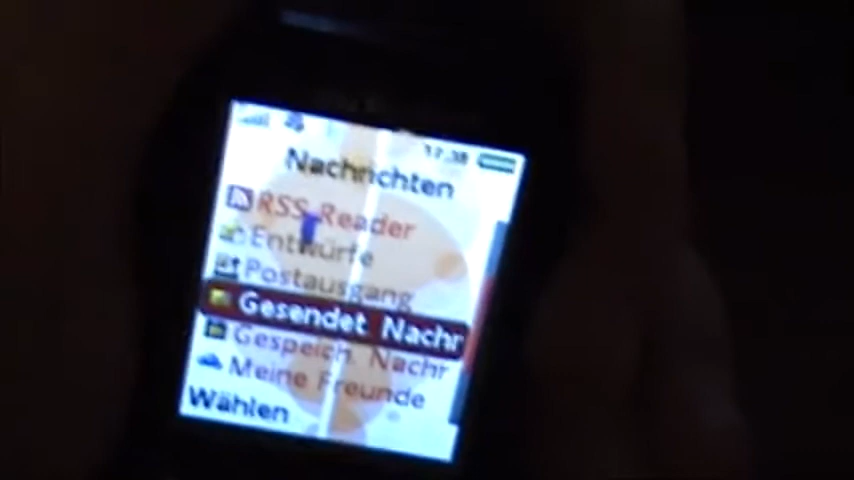 17:38
Nachrichten
RSS-Reader
Entwürfe
Postausgang
Gesendet. Nachr
Gespeich. Nachr
Meine Freunde
Wählen